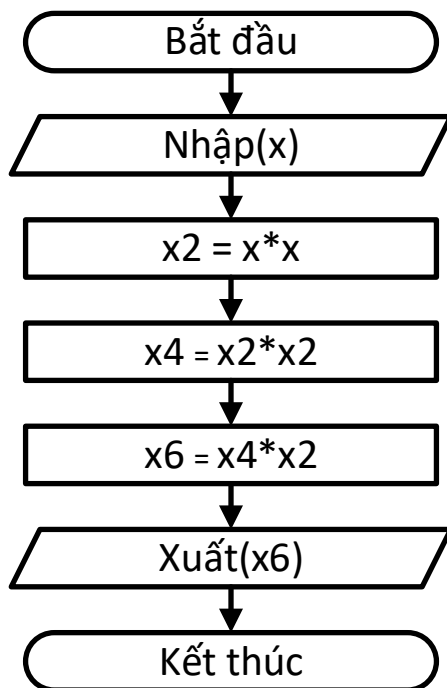 Bắt đầu
Nhập(x)
x2 = x*x
x4 = x2*x2
x6 = x4*x2
Xuất(x6)
Kết thúc